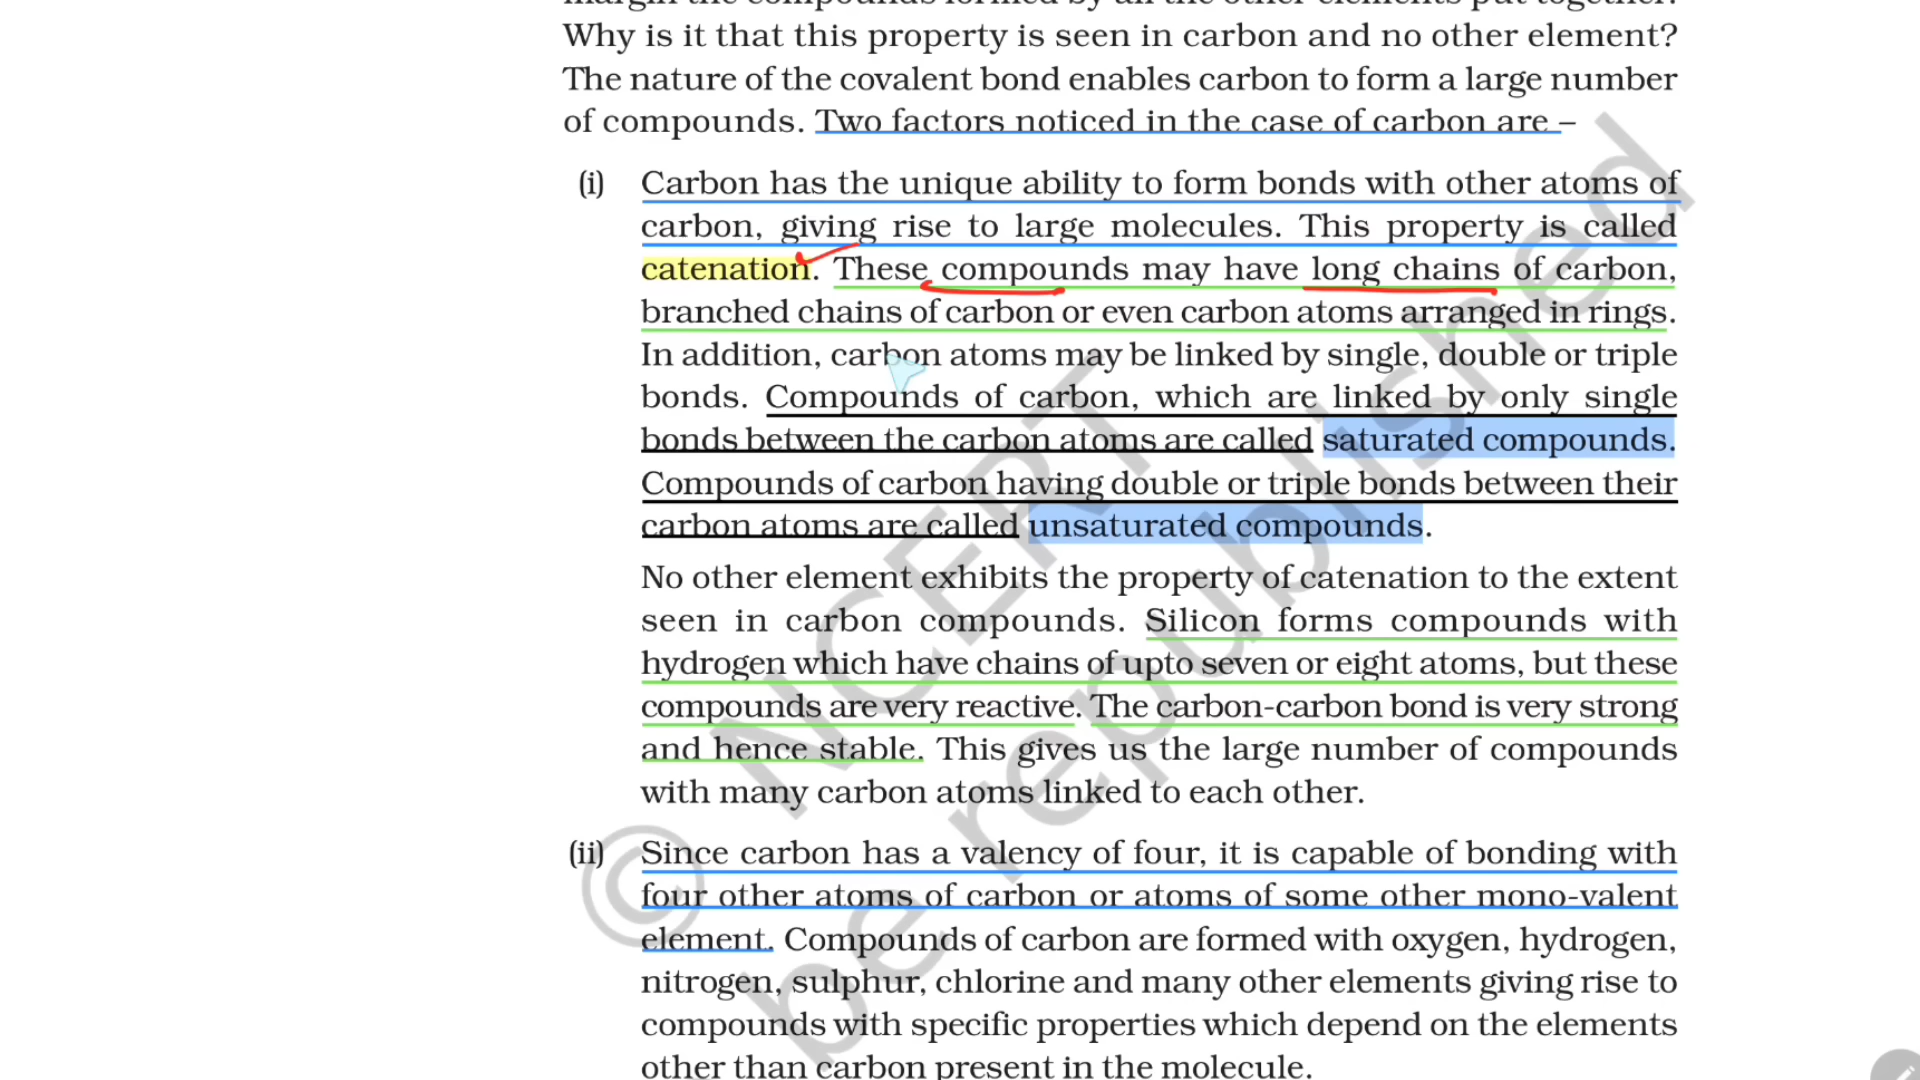 margin the compounds formed by all the other elements put together.
Why is it that this property is seen in carbon and no other element?
The nature of the covalent bond enables carbon to form a large number
of compounds. Two factors noticed in the case of carbon are –
(i) Carbon has the unique ability to form bonds with other atoms of
carbon, giving rise to large molecules. This property is called
catenation. These compounds may have long chains of carbon,
branched chains of carbon or even carbon atoms arranged in rings.
In addition, carbon atoms may be linked by single, double or triple
bonds. Compounds of carbon, which are linked by only single
bonds between the carbon atoms are called saturated compounds.
Compounds of carbon having double or triple bonds between their
carbon atoms are called unsaturated compounds.
No other element exhibits the property of catenation to the extent
seen in carbon compounds. Silicon forms compounds with
hydrogen which have chains of upto seven or eight atoms, but these
compounds are very reactive. The carbon-carbon bond is very strong
and hence stable. This gives us the large number of compounds
with many carbon atoms linked to each other.
(ii) Since carbon has a valency of four, it is capable of bonding with
four other atoms of carbon or atoms of some other mono-valent
element. Compounds of carbon are formed with oxygen, hydrogen,
nitrogen, sulphur, chlorine and many other elements giving rise to
compounds with specific properties which depend on the elements
other than carbon present in the molecule.
© NCERT
be republished